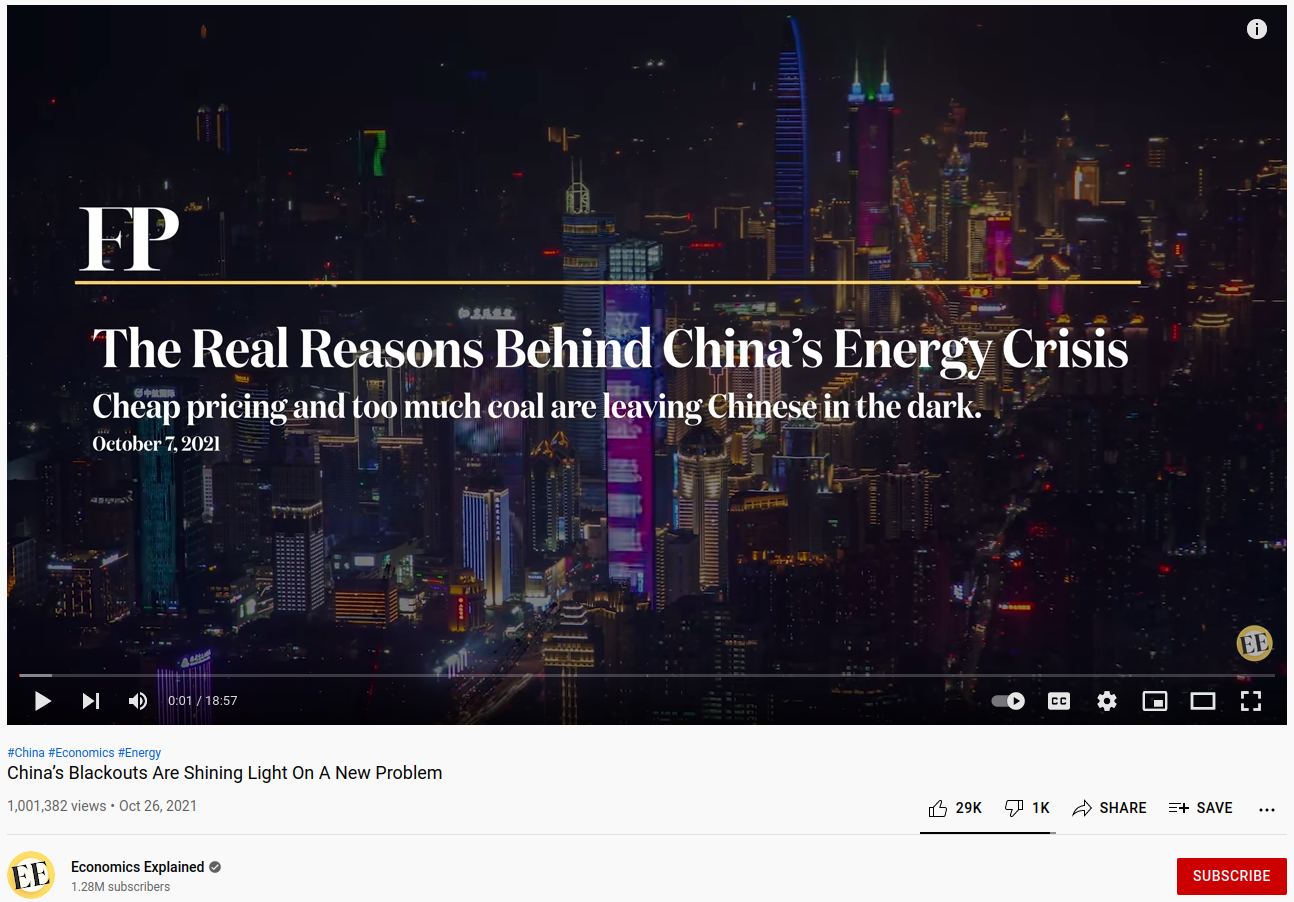 FP
The Real Reasons Behind China's Energy Crisis
Cheap pricing and too much coal are leaving Chinese in the dark.
October 7, 2021
EE
0:01 / 18:57
CC
#China #Economics #Energy
China's Blackouts Are Shining Light On A New Problem
1,001,382 views • Oct 26, 2021
29K 1K SHARE SAVE
EE
Economics Explained
1.28M subscribers
SUBSCRIBE